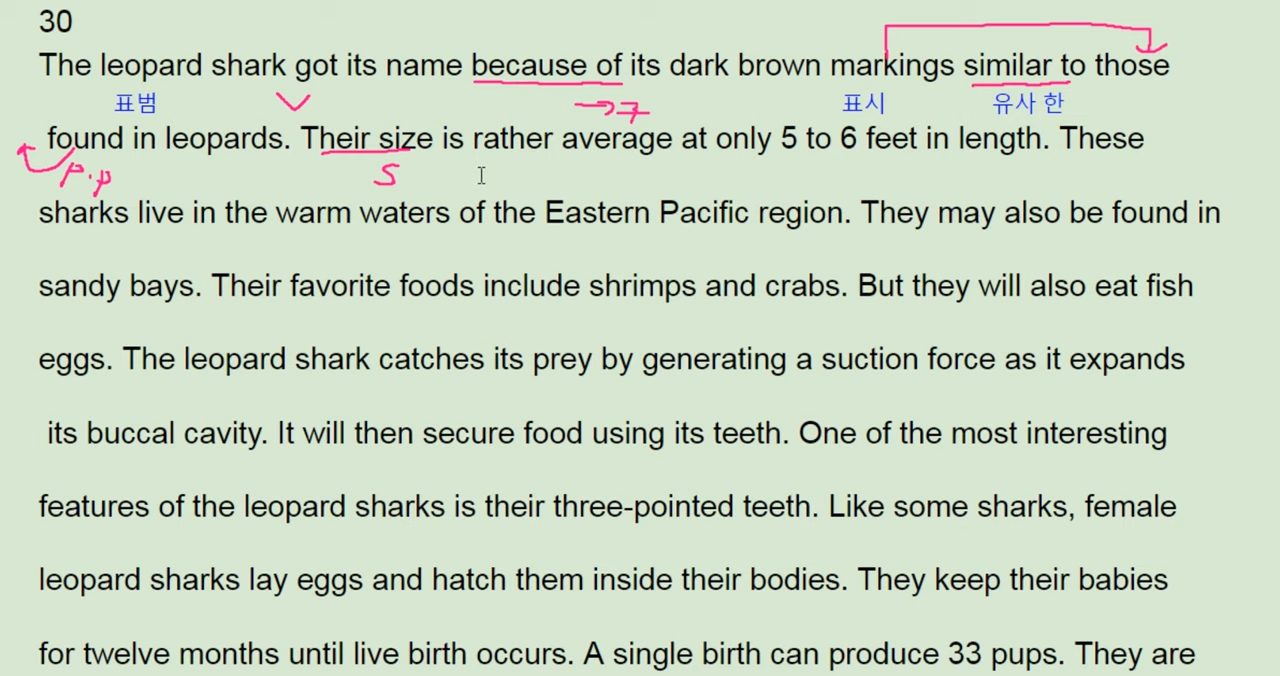 30
The leopard shark got its name because of its dark brown markings similar to those
표범 → 구 표시 유사 한
found in leopards. Their size is rather average at only 5 to 6 feet in length. These
p.p S
sharks live in the warm waters of the Eastern Pacific region. They may also be found in
sandy bays. Their favorite foods include shrimps and crabs. But they will also eat fish
eggs. The leopard shark catches its prey by generating a suction force as it expands
its buccal cavity. It will then secure food using its teeth. One of the most interesting
features of the leopard sharks is their three-pointed teeth. Like some sharks, female
leopard sharks lay eggs and hatch them inside their bodies. They keep their babies
for twelve months until live birth occurs. A single birth can produce 33 pups. They are